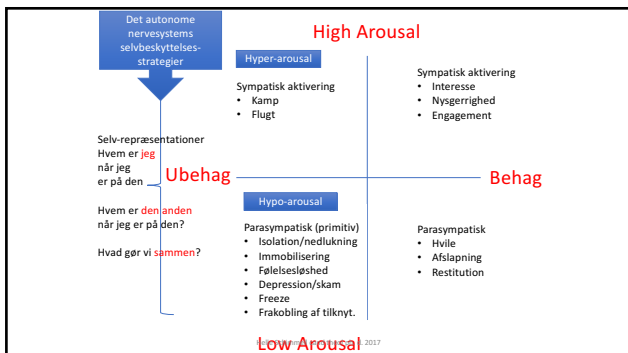 Det autonome
nervesystems
selvbeskyttelses-
strategier
High Arousal
Hyper-arousal
Sympatisk aktivering
• Kamp
• Flugt
Sympatisk aktivering
• Interesse
• Nysgerrighed
• Engagement
Selv-repræsentationer
Hvem er jeg
når jeg
er på den
Hvem er den anden
når jeg er på den?
Hvad gør vi sammen?
Ubehag
Behag
Hypo-arousal
Parasympatisk (primitiv)
• Isolation/nedlukning
• Immobilisering
• Følelsesløshed
• Depression/skam
• Freeze
• Frakobling af tilknyt.
Parasympatisk
• Hvile
• Afslapning
• Restitution
Low Arousal
2017